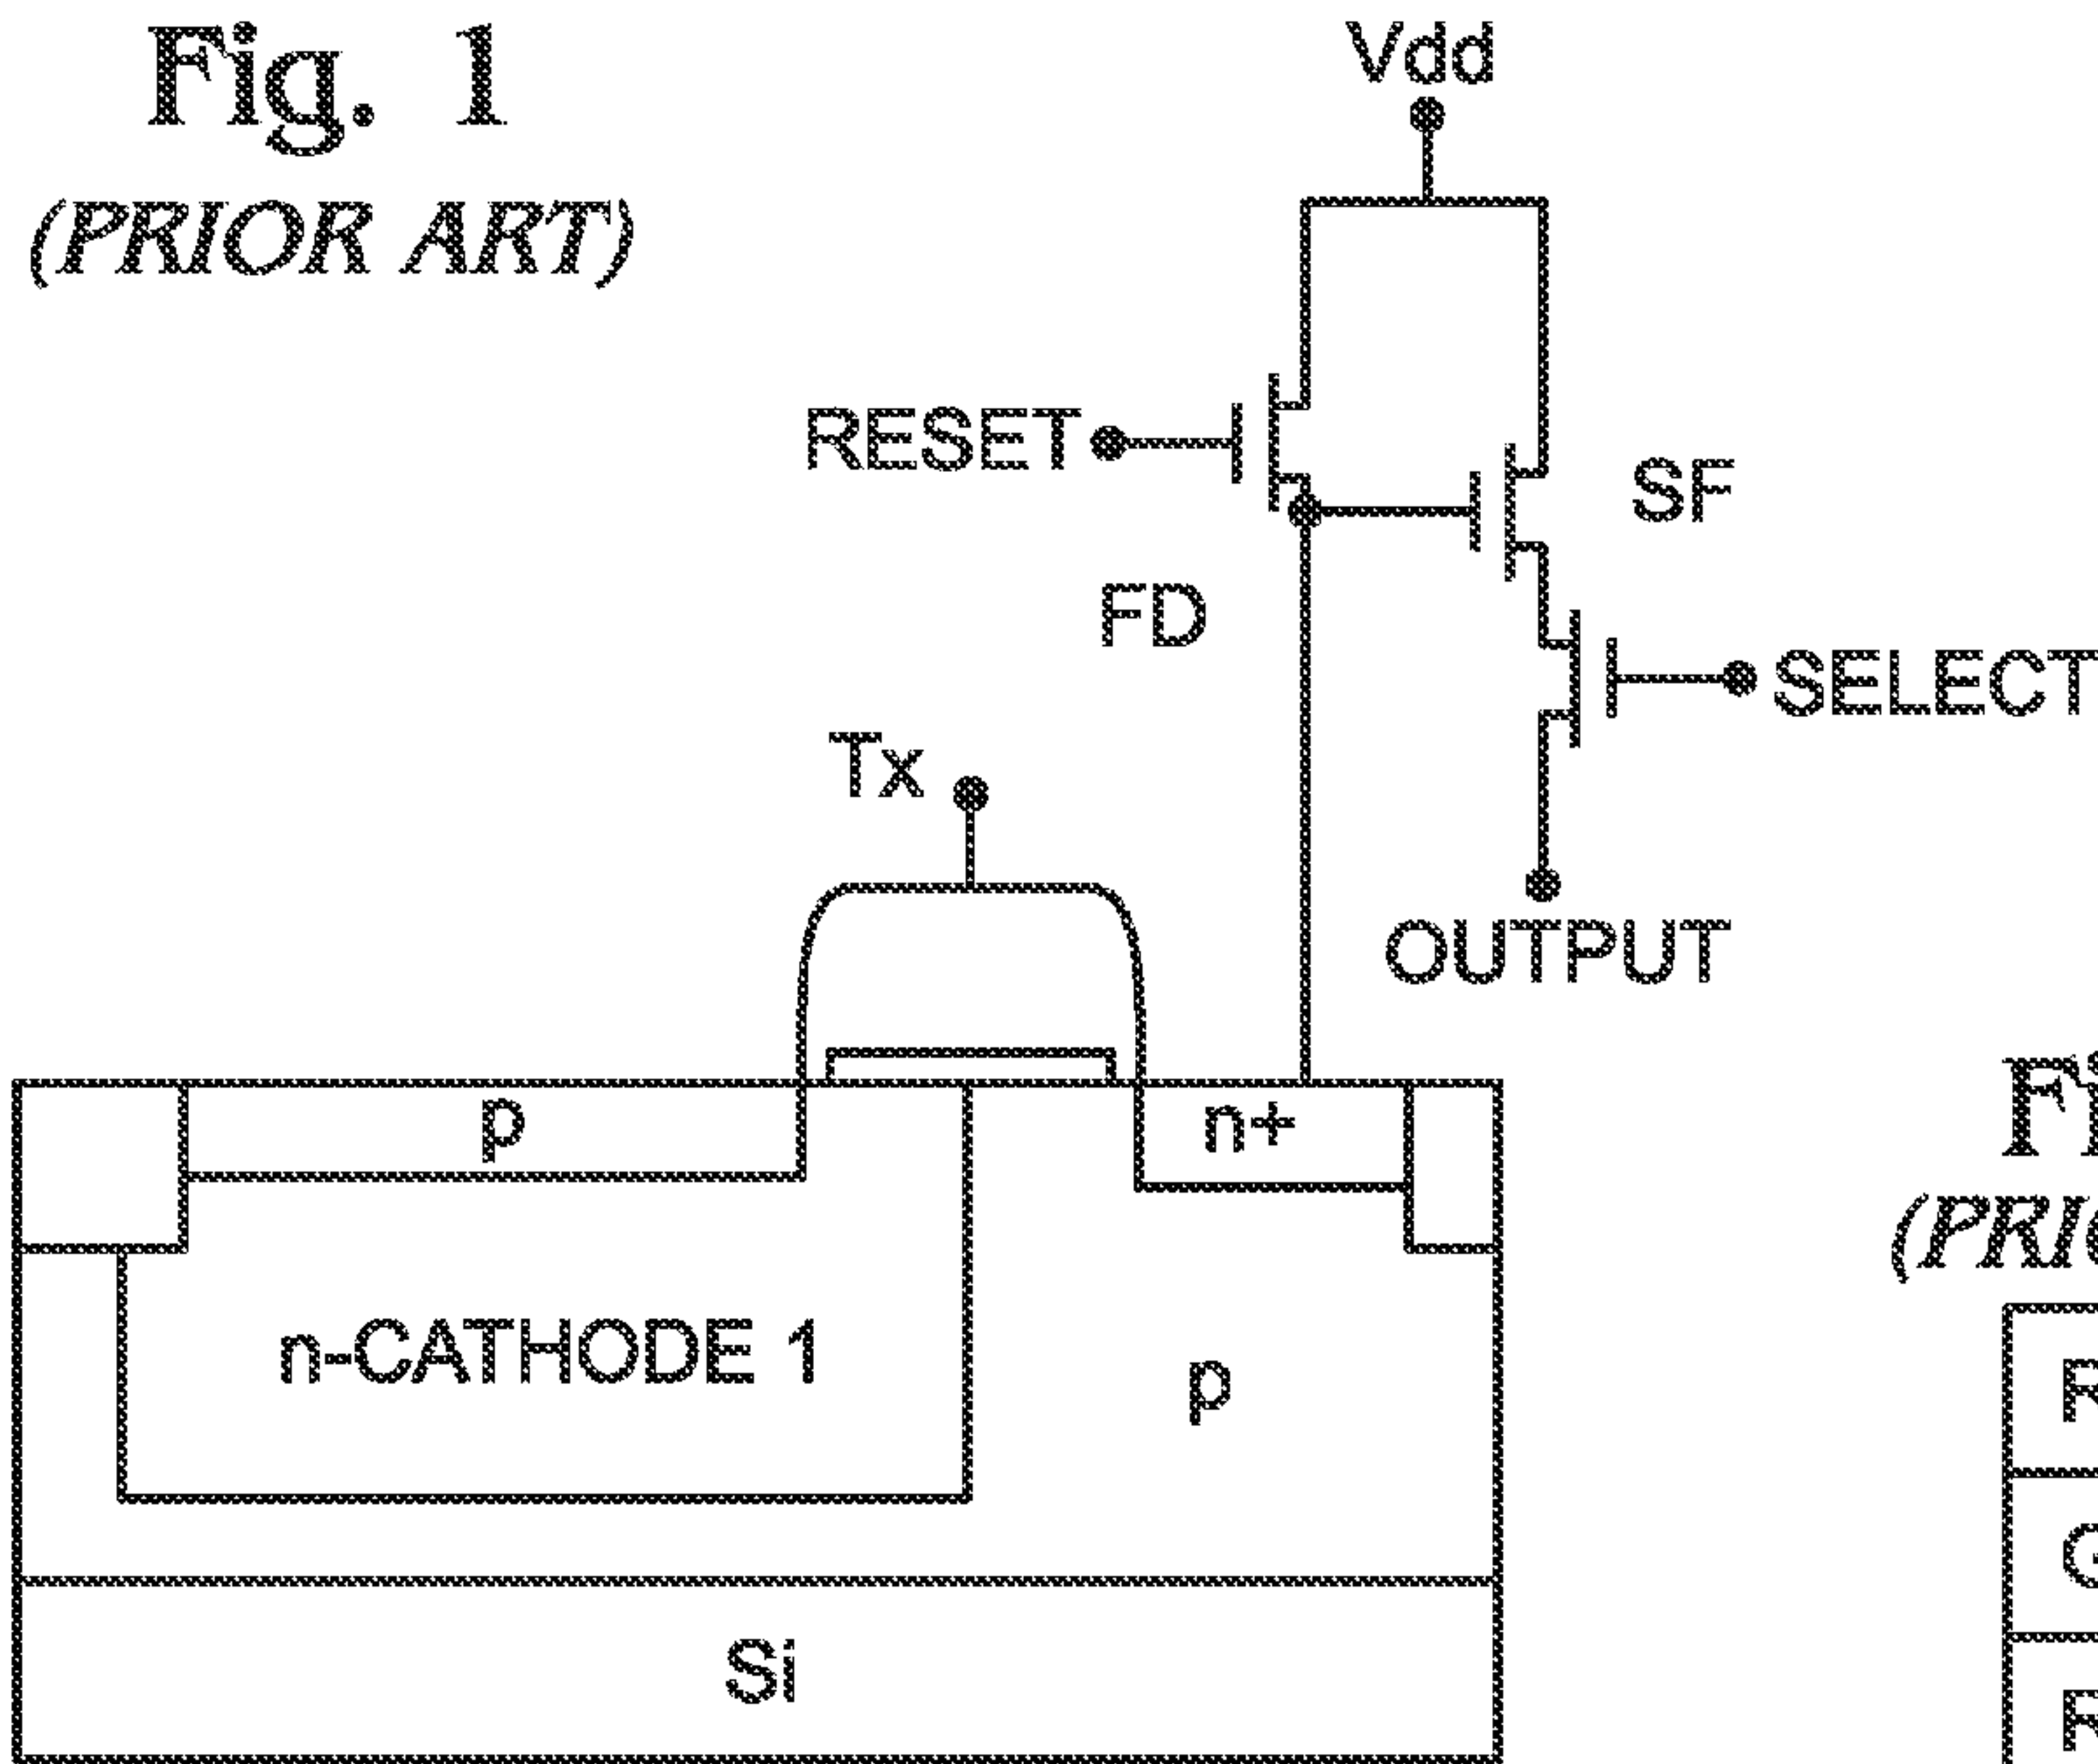 Fig. 1
(PRIOR ART)
Vdd
RESET
SF
FD
SELECT
Tx
OUTPUT
p
n+
n-CATHODE 1
p
Si
R
G
R